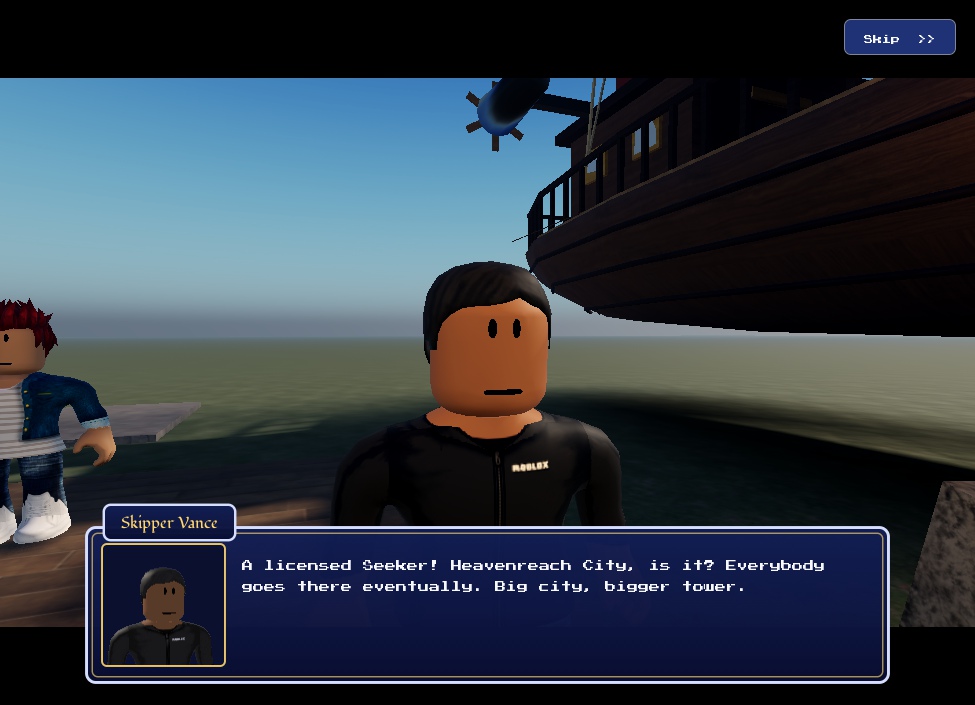 Skip >>
ROBLOX
Skipper Vance
A licensed Seeker! Heavenreach City, is it? Everybody
goes there eventually. Big city, bigger tower.